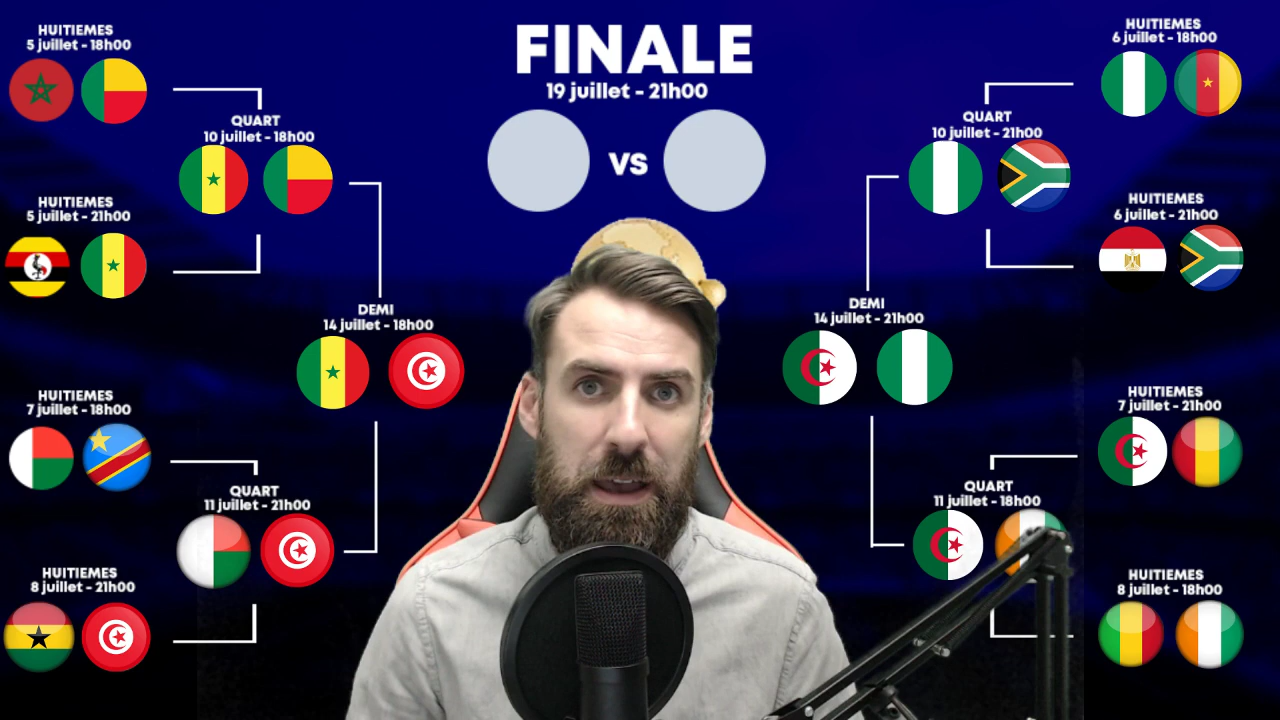 FINALE
19 juillet - 21h00
VS
HUITIEMES
5 juillet - 18h00
QUART
10 juillet - 18h00
HUITIEMES
5 juillet - 21h00
DEMI
14 juillet - 18h00
HUITIEMES
7 juillet - 18h00
QUART
11 juillet - 21h00
HUITIEMES
8 juillet - 21h00
HUITIEMES
6 juillet - 18h00
QUART
10 juillet - 21h00
HUITIEMES
6 juillet - 21h00
DEMI
14 juillet - 21h00
HUITIEMES
7 juillet - 21h00
QUART
11 juillet - 18h00
HUITIEMES
8 juillet - 18h00